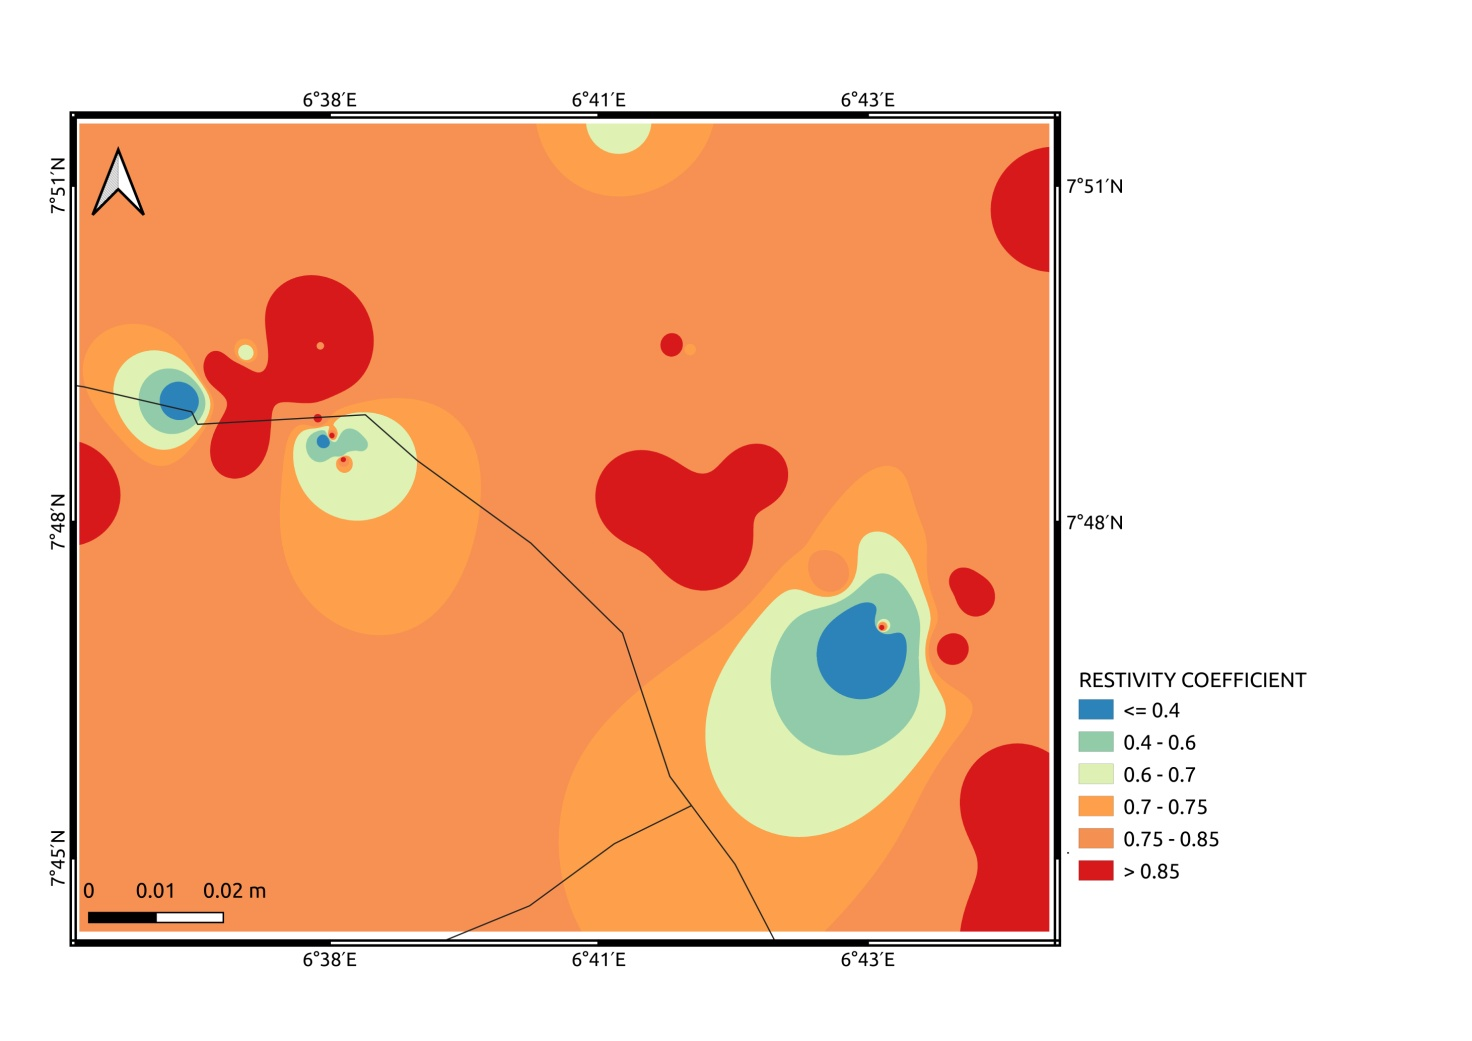 6°38′E 6°41′E 6°43′E
7°51′N 7°51′N
7°48′N 7°48′N
7°45′N
RESTIVITY COEFFICIENT
<= 0.4
0.4 - 0.6
0.6 - 0.7
0.7 - 0.75
0.75 - 0.85
> 0.85
0 0.01 0.02 m
6°38′E 6°41′E 6°43′E